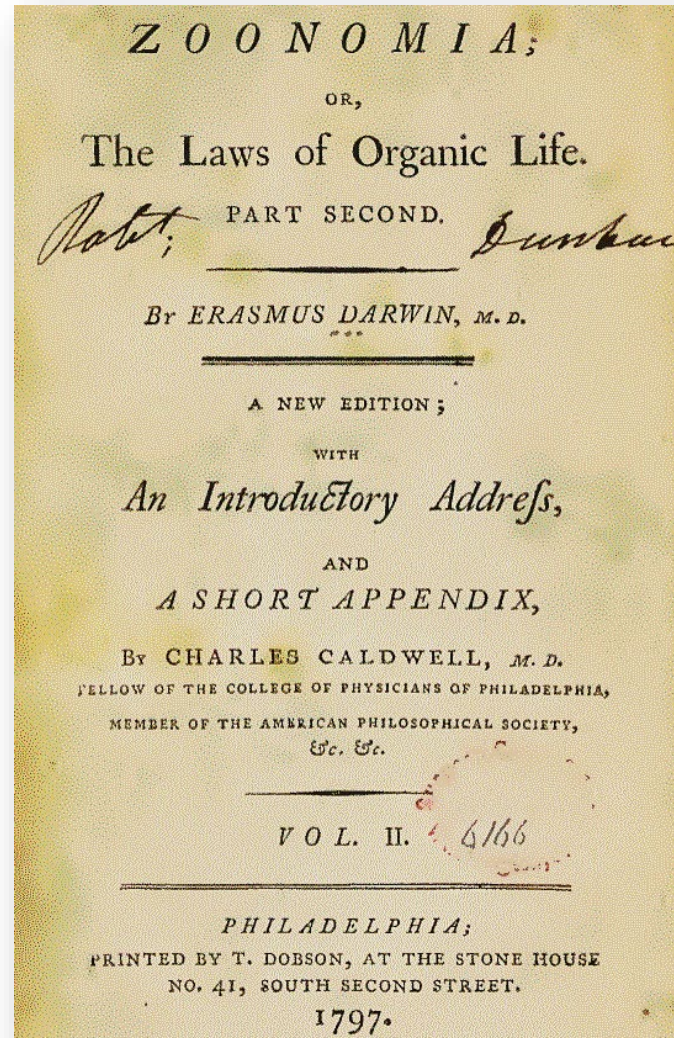 ZOONOMIA;
OR,
The Laws of Organic Life.
PART SECOND.
Robt; Dunbar
By ERASMUS DARWIN, M. D.
A NEW EDITION;
WITH
An Introductory Addreſs,
AND
A SHORT APPENDIX,
By CHARLES CALDWELL, M. D.
FELLOW OF THE COLLEGE OF PHYSICIANS OF PHILADELPHIA,
MEMBER OF THE AMERICAN PHILOSOPHICAL SOCIETY,
&c. &c.
VOL. II. 6166
PHILADELPHIA;
PRINTED BY T. DOBSON, AT THE STONE HOUSE
NO. 41, SOUTH SECOND STREET.
1797.